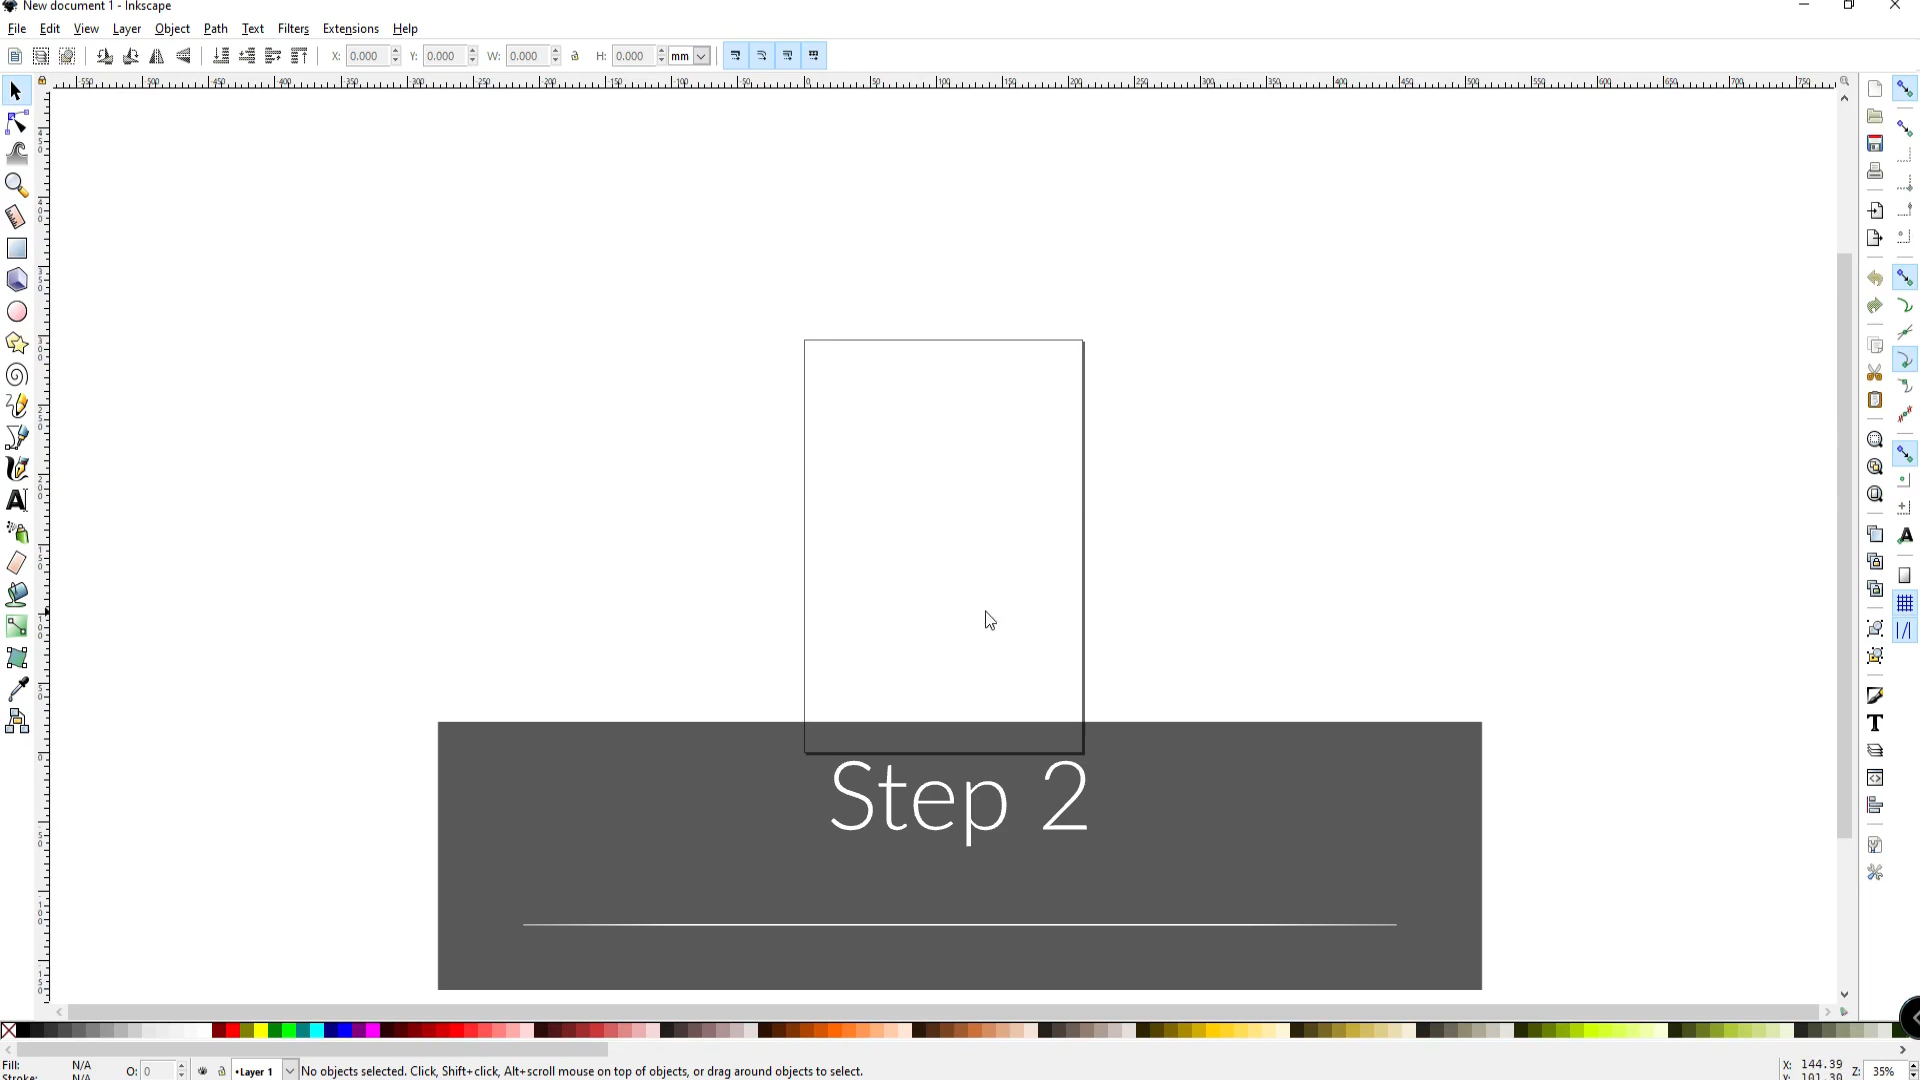 New document 1 - Inkscape
File Edit View Layer Object Path Text Filters Extensions Help
X: 0.000 Y: 0.000 W: 0.000 H: 0.000 mm
Step 2
Fill: N/A O: 0 •Layer 1 No objects selected. Click, Shift+click, Alt+scroll mouse on top of objects, or drag around objects to select. X: 144.39 Z: 35%